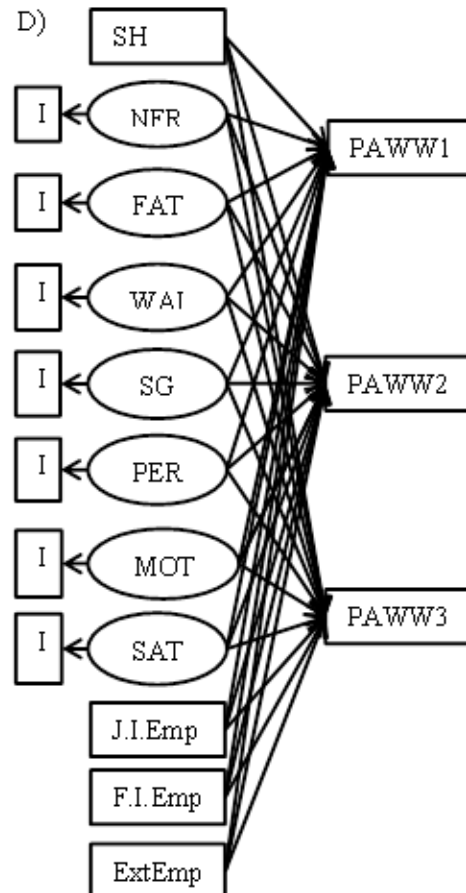 D)
SH
I NFR
PAWW1
I FAT
I WAI
I SG PAWW2
I PER
I MOT
PAWW3
I SAT
J.I.Emp
F.I.Emp
ExtEmp